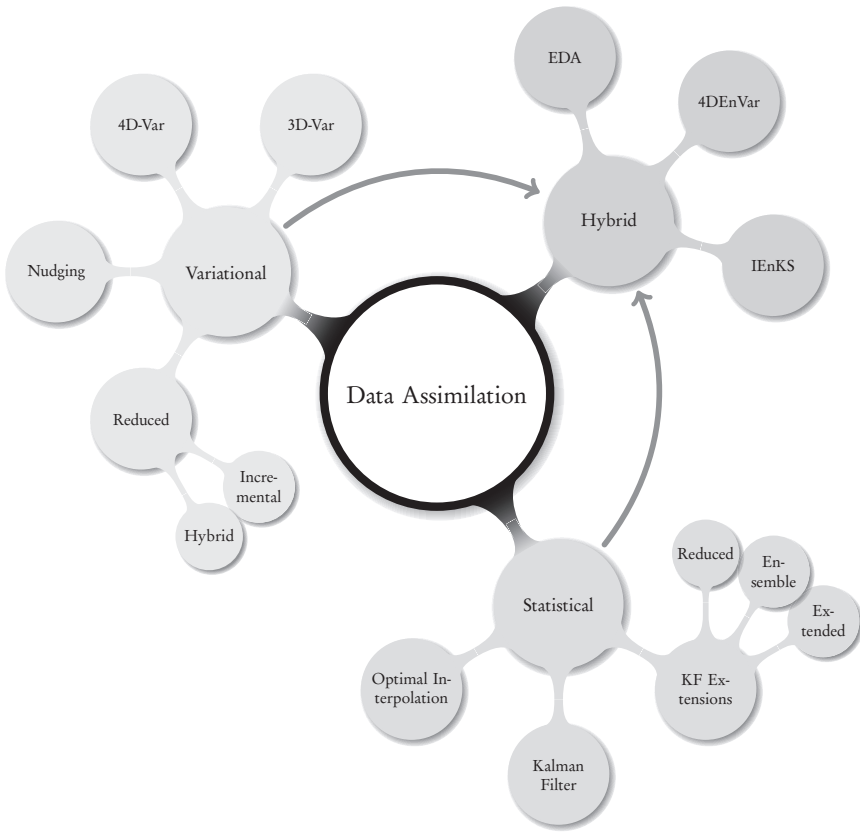 EDA
4DEnVar
4D-Var
3D-Var
Hybrid
Nudging
Variational
IEnKS
Data Assimilation
Reduced
Incre-
mental
Hybrid
Statistical
Reduced
En-
semble
Ex-
tended
Optimal In-
terpolation
KF Ex-
tensions
Kalman
Filter